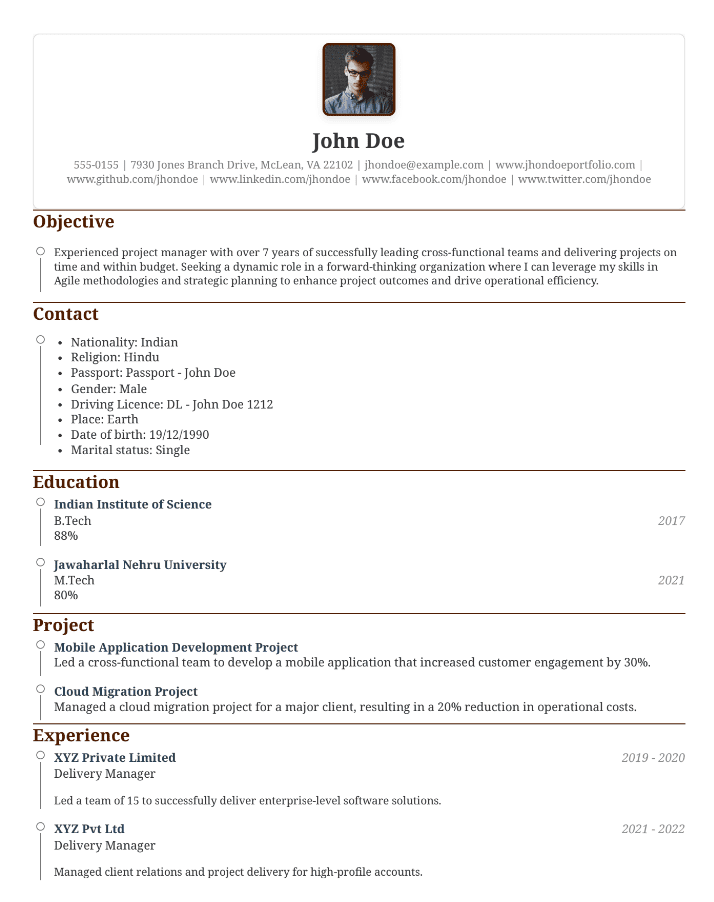 John Doe
555-0155 | 7930 Jones Branch Drive, McLean, VA 22102 | jhondoe@example.com | www.jhondoeportfolio.com |
www.github.com/jhondoe | www.linkedin.com/jhondoe | www.facebook.com/jhondoe | www.twitter.com/jhondoe
Objective
Experienced project manager with over 7 years of successfully leading cross-functional teams and delivering projects on
time and within budget. Seeking a dynamic role in a forward-thinking organization where I can leverage my skills in
Agile methodologies and strategic planning to enhance project outcomes and drive operational efficiency.
Contact
• Nationality: Indian
• Religion: Hindu
• Passport: Passport - John Doe
• Gender: Male
• Driving Licence: DL - John Doe 1212
• Place: Earth
• Date of birth: 19/12/1990
• Marital status: Single
Education
Indian Institute of Science
B.Tech 2017
88%
Jawaharlal Nehru University
M.Tech 2021
80%
Project
Mobile Application Development Project
Led a cross-functional team to develop a mobile application that increased customer engagement by 30%.
Cloud Migration Project
Managed a cloud migration project for a major client, resulting in a 20% reduction in operational costs.
Experience
XYZ Private Limited 2019 - 2020
Delivery Manager
Led a team of 15 to successfully deliver enterprise-level software solutions.
XYZ Pvt Ltd 2021 - 2022
Delivery Manager
Managed client relations and project delivery for high-profile accounts.